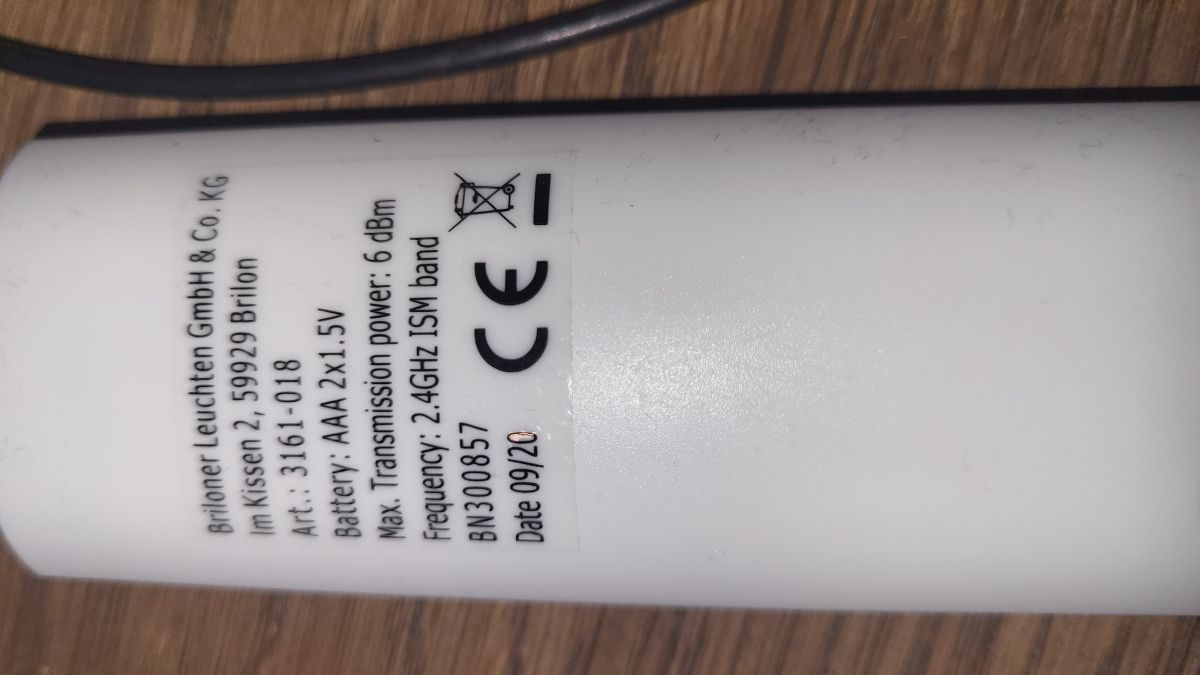 Briloner Leuchten GmbH & Co. KG
Im Kissen 2, 59929 Brilon
Art.: 3161-018
Battery: AAA 2x1.5V
Max. Transmission power: 6 dBm
Frequency: 2.4GHz ISM band
BN300857
Date 09/20
CE